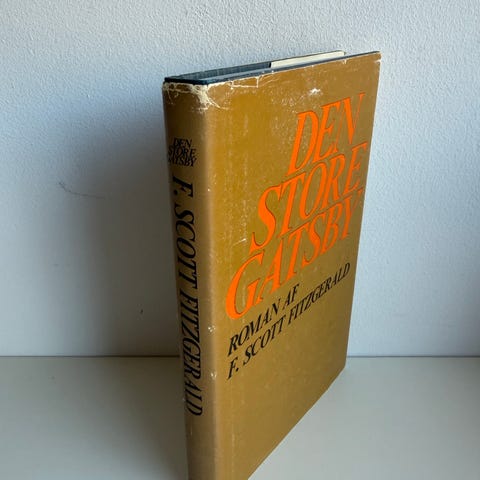 DEN
STORE
GATSBY
F. SCOTT FITZGERALD
DEN
STORE
GATSBY
ROMAN AF
F. SCOTT FITZGERALD